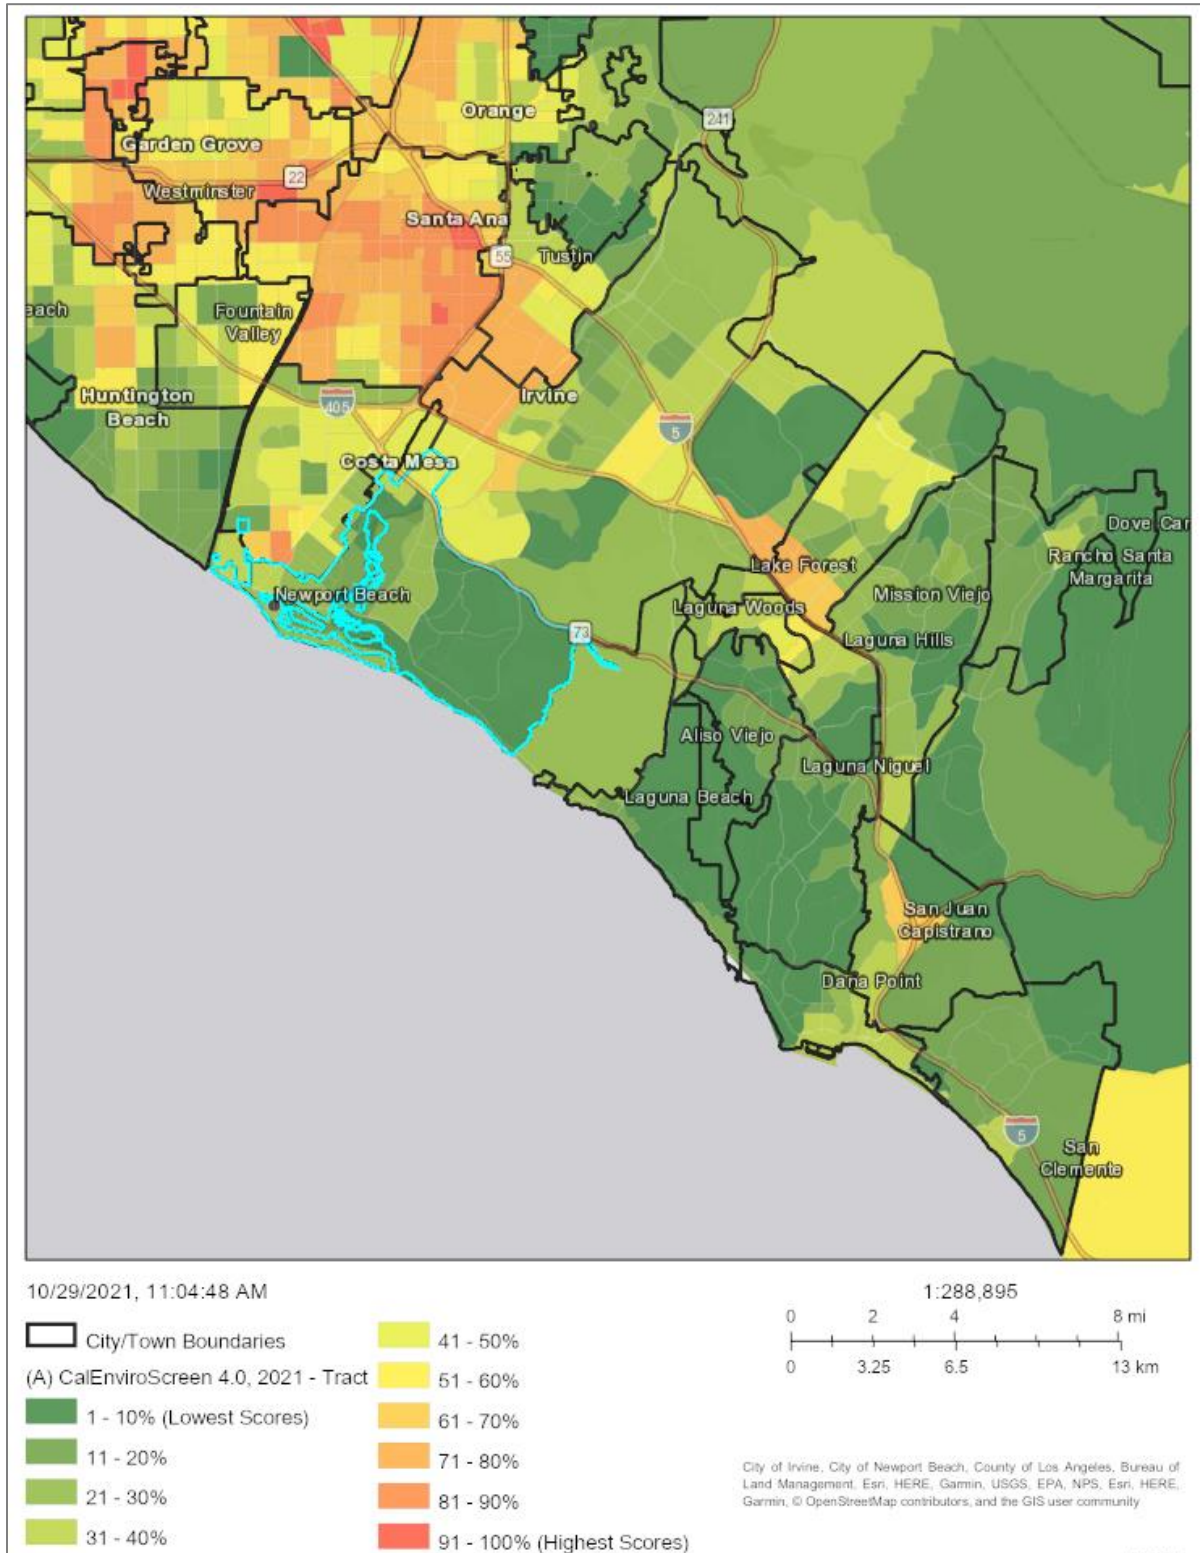 241
Orange
Garden Grove
22
Westminster
Santa Ana
55
Tustin
each
Fountain
Valley
Huntington
Beach
405
Irvine
5
Costa Mesa
Dove Can
Rancho Santa
Margarita
Lake Forest
Newport Beach
Laguna Woods
Mission Viejo
73
Laguna Hills
Aliso Viejo
Laguna Niguel
Laguna Beach
San Juan
Capistrano
Dana Point
5
San
Clemente
10/29/2021, 11:04:48 AM
City/Town Boundaries
(A) CalEnviroScreen 4.0, 2021 - Tract
1 - 10% (Lowest Scores)
11 - 20%
21 - 30%
31 - 40%
41 - 50%
51 - 60%
61 - 70%
71 - 80%
81 - 90%
91 - 100% (Highest Scores)
1:288,895
0 2 4 8 mi
0 3.25 6.5 13 km
City of Irvine, City of Newport Beach, County of Los Angeles, Bureau of
Land Management, Esri, HERE, Garmin, USGS, EPA, NPS, Esri, HERE,
Garmin, © OpenStreetMap contributors, and the GIS user community